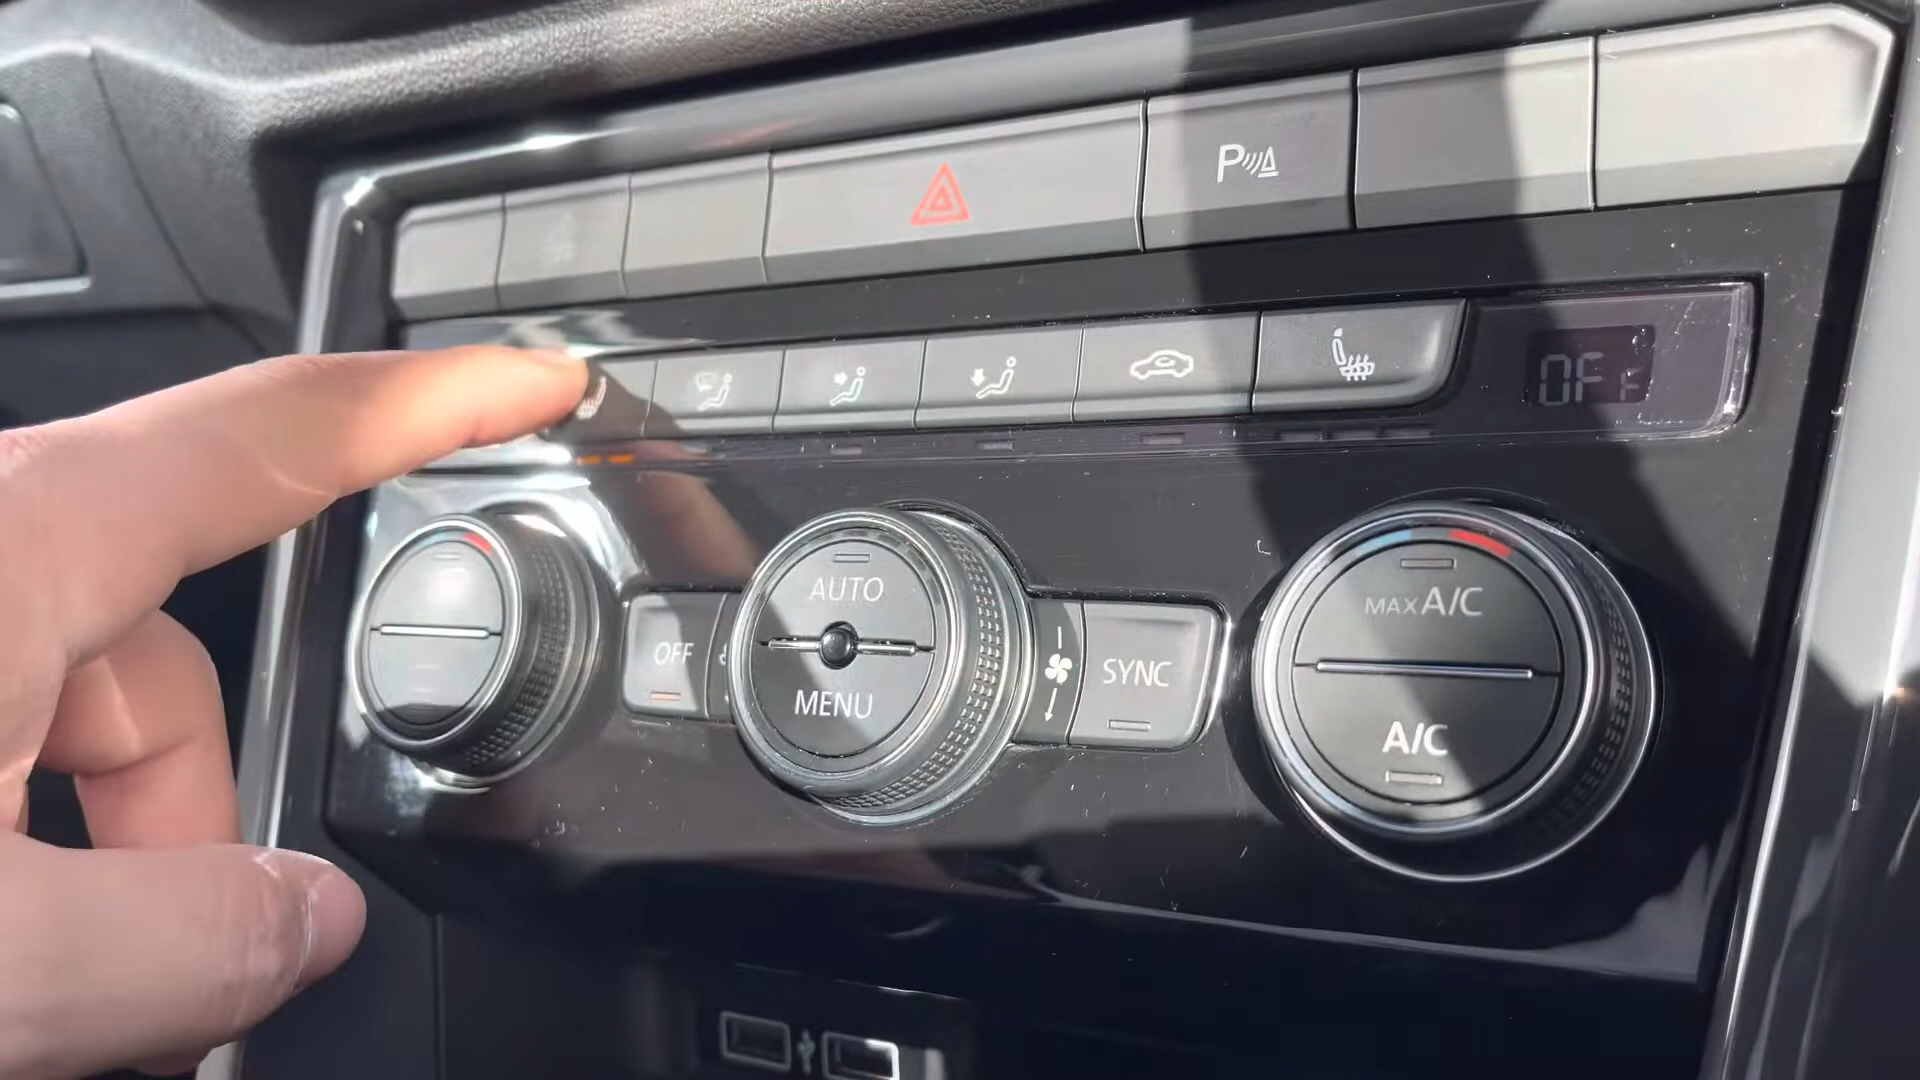 P
OFF
AUTO
MENU
OFF
SYNC
MAX A/C
A/C